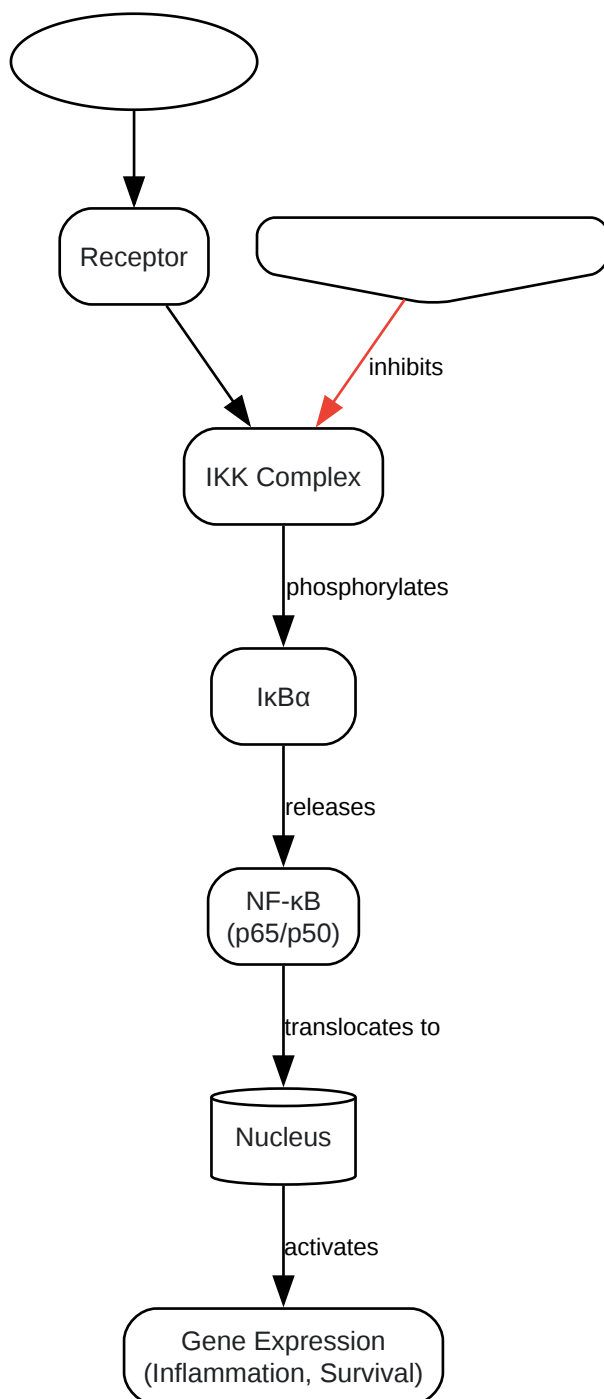 Receptor
inhibits
IKK Complex
phosphorylates
IκBα
releases
NF-κB
(p65/p50)
translocates to
Nucleus
activates
Gene Expression
(Inflammation, Survival)